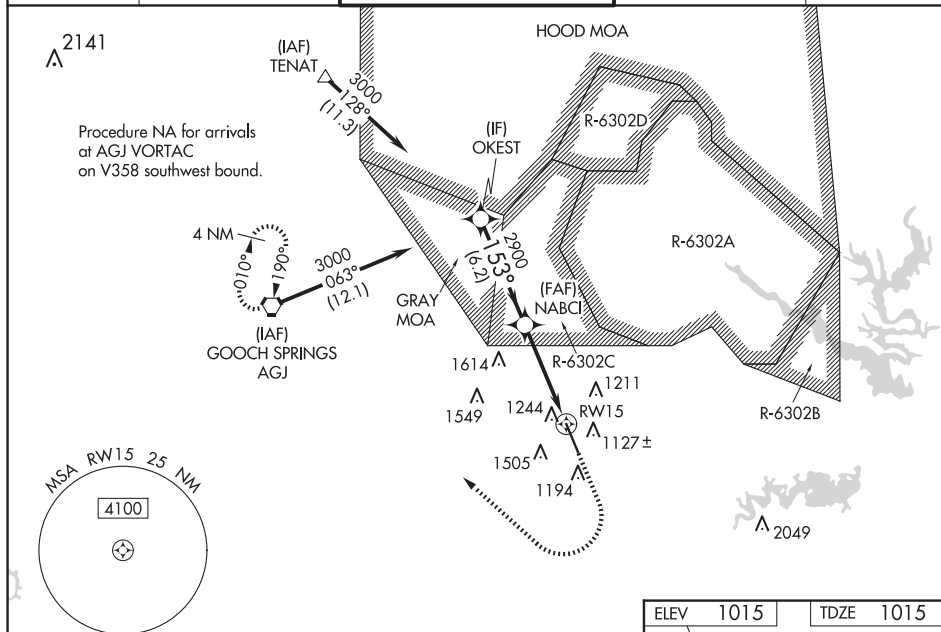 2141
HOOD MOA
(IAF)
TENAT
3000
128°
(11.3)
R-6302D
Procedure NA for arrivals
at AGJ VORTAC
on V358 southwest bound.
(IF)
OKEST
R-6302A
4 NM
010°
190°
3000
063°
(12.1)
2900
153°
(6.2)
(FAF)
NABCI
GRAY
MOA
(IAF)
GOOCH SPRINGS
AGJ
R-6302C
1614
1549
1211
R-6302B
1244
RW15
1127±
1505
1194
MSA RW15 25 NM
4100
2049
ELEV 1015
TDZE 1015